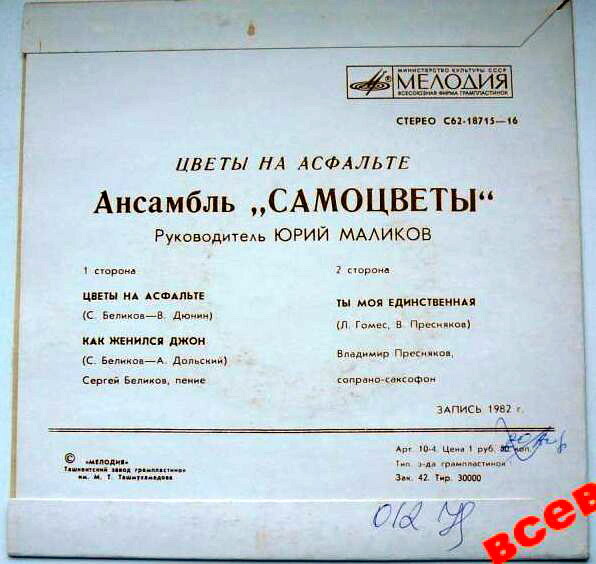 МИНИСТЕРСТВО КУЛЬТУРЫ СССР
МЕЛОДИЯ
ВСЕСОЮЗНАЯ ФИРМА ГРАМПЛАСТИНОК
СТЕРЕО С62-18715—16
ЦВЕТЫ НА АСФАЛЬТЕ
Ансамбль „САМОЦВЕТЫ“
Руководитель ЮРИЙ МАЛИКОВ
1 сторона
ЦВЕТЫ НА АСФАЛЬТЕ
(С. Беликов—В. Дюнин)
КАК ЖЕНИЛСЯ ДЖОН
(С. Беликов—А. Дольский)
Сергей Беликов, пение
2 сторона
ТЫ МОЯ ЕДИНСТВЕННАЯ
(Л. Гомес, В. Пресняков)
Владимир Пресняков,
сопрано-саксофон
ЗАПИСЬ 1982 г.
© «МЕЛОДИЯ»
Ташкентский завод грампластинок
им. М. Т. Ташмухамедова
Арт. 10-4. Цена 1 руб. коп.
Тип. з-да грампластинок
Зак. 42. Тир. 30000
012
всев